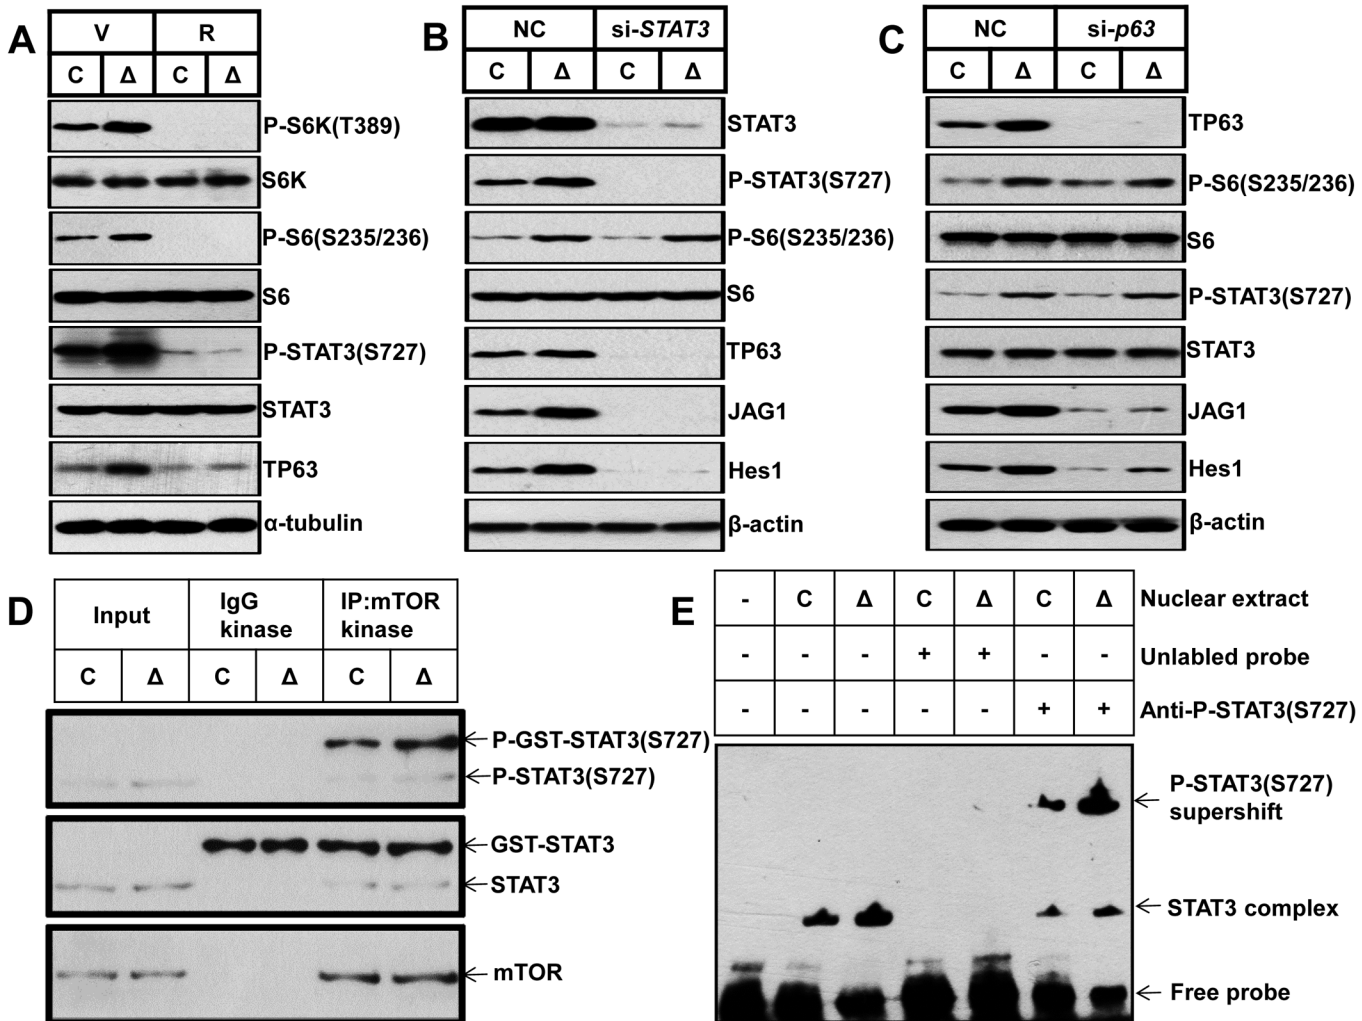 A
V R
C Δ C Δ
P-S6K(T389)
S6K
P-S6(S235/236)
S6
P-STAT3(S727)
STAT3
TP63
α-tubulin
B
NC si-STAT3
C Δ C Δ
STAT3
P-STAT3(S727)
P-S6(S235/236)
S6
TP63
JAG1
Hes1
β-actin
C
NC si-p63
C Δ C Δ
TP63
P-S6(S235/236)
S6
P-STAT3(S727)
STAT3
JAG1
Hes1
β-actin
D
Input IgG kinase IP:mTOR kinase
C Δ C Δ C Δ
P-GST-STAT3(S727)
P-STAT3(S727)
GST-STAT3
STAT3
mTOR
E
- C Δ C Δ C Δ Nuclear extract
- - - + + - - Unlabled probe
- - - - - + + Anti-P-STAT3(S727)
P-STAT3(S727)
supershift
STAT3 complex
Free probe